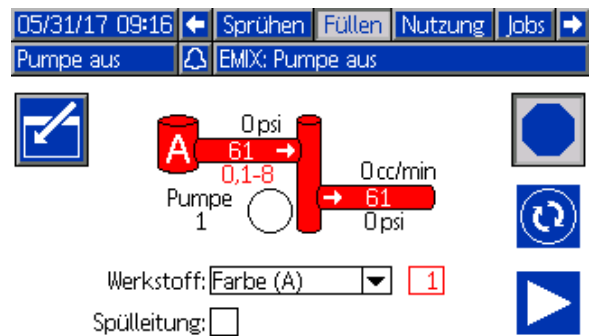 05/31/17 09:16 Sprühen Füllen Nutzung Jobs
Pumpe aus EMIX: Pumpe aus
0 psi
A 61
0,1-8
0 cc/min
Pumpe 61
1 0 psi
Werkstoff: Farbe (A) 1
Spülleitung: